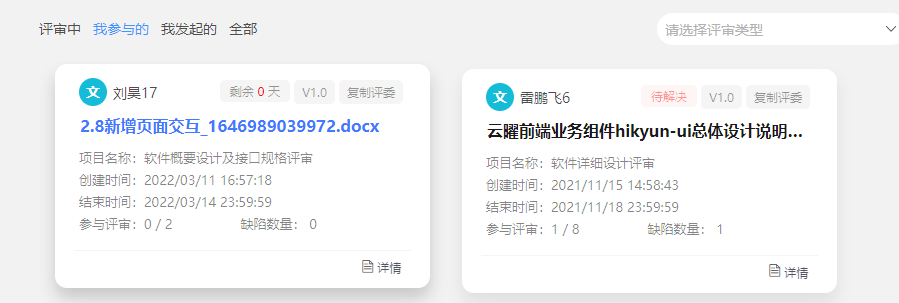 评审中 我参与的 我发起的 全部 请选择评审类型
文 刘昊17 剩余 0 天 V1.0 复制评委
2.8新增页面交互_1646989039972.docx
项目名称：软件概要设计及接口规格评审
创建时间：2022/03/11 16:57:18
结束时间：2022/03/14 23:59:59
参与评审：0 / 2 缺陷数量： 0
详情
文 雷鹏飞6 待解决 V1.0 复制评委
云曜前端业务组件hikyun-ui总体设计说明...
项目名称：软件详细设计评审
创建时间：2021/11/15 14:58:43
结束时间：2021/11/18 23:59:59
参与评审：1 / 8 缺陷数量： 1
详情